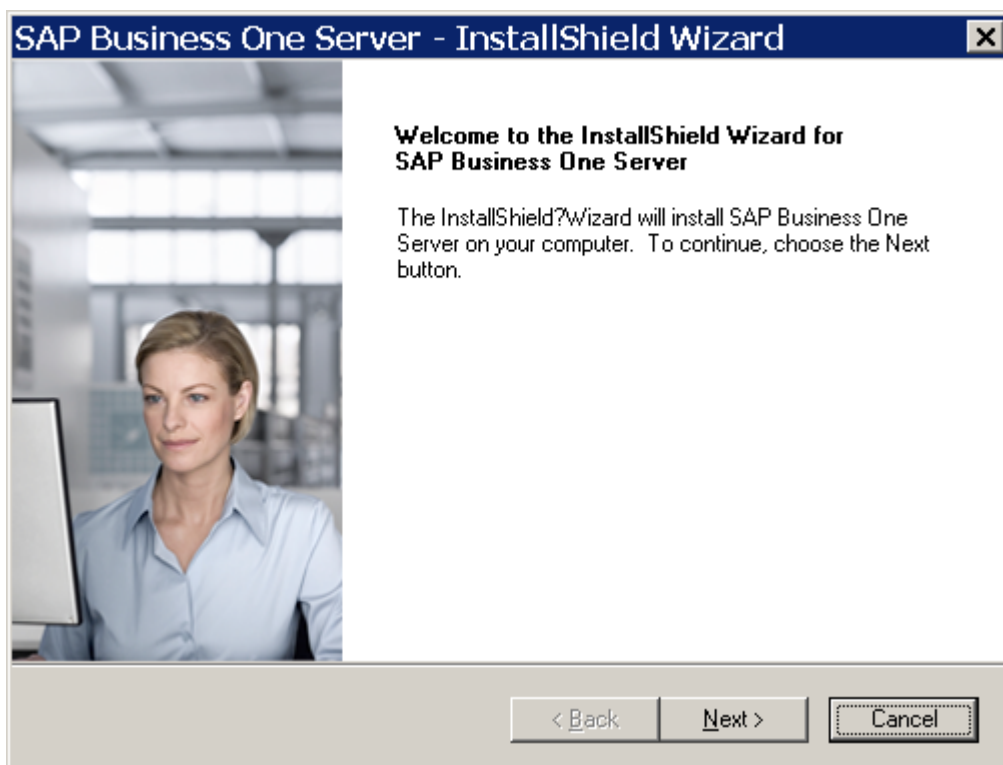 SAP Business One Server - InstallShield Wizard
Welcome to the InstallShield Wizard for
SAP Business One Server
The InstallShield?Wizard will install SAP Business One
Server on your computer.  To continue, choose the Next
button.
< Back
Next >
Cancel